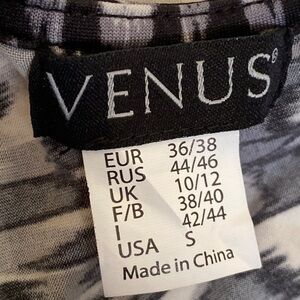 VENUS®
EUR 36/38
RUS 44/46
UK 10/12
F/B 38/40
I 42/44
USA S
Made in China